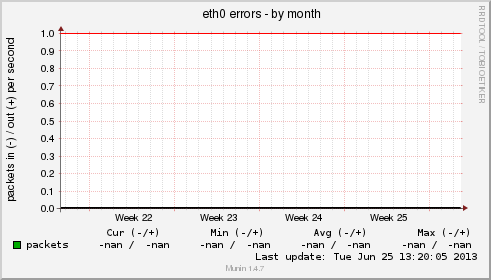 eth0 errors - by month
RRDTOOL / TOBI OETIKER
packets in (-) / out (+) per second
1.0
0.9
0.8
0.7
0.6
0.5
0.4
0.3
0.2
0.1
0.0
Week 22 Week 23 Week 24 Week 25
Cur (-/+) Min (-/+) Avg (-/+) Max (-/+)
packets -nan / -nan -nan / -nan -nan / -nan -nan / -nan
Last update: Tue Jun 25 13:20:05 2013
Munin 1.4.7